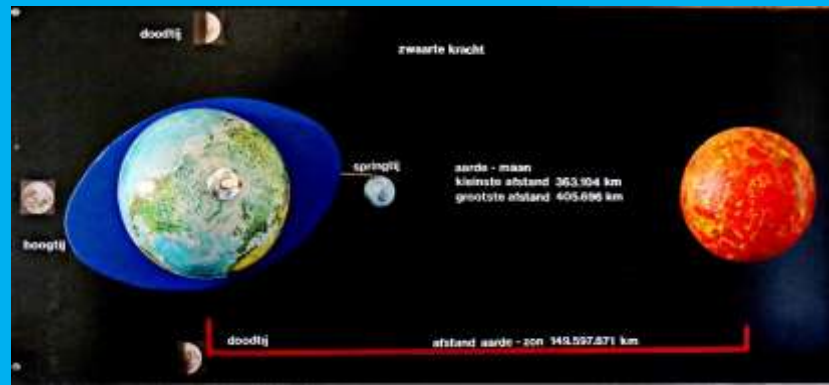 doodtij
zwaarte kracht
springtij
aarde - maan
kleinste afstand 363.104 km
grootste afstand 405.696 km
hoogtij
doodtij
afstand aarde - zon 149.597.871 km